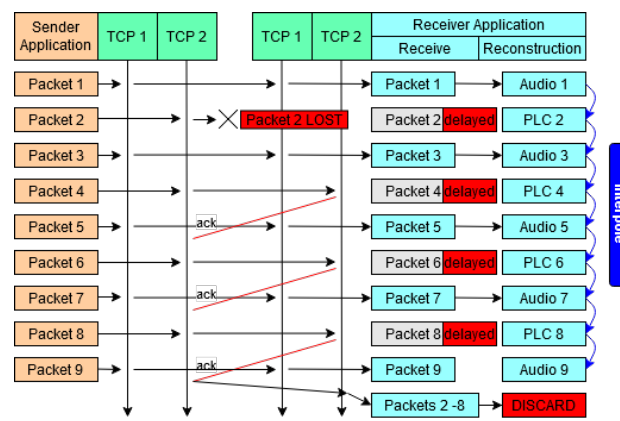 Sender
Application
TCP 1
TCP 2
TCP 1
TCP 2
Receiver Application
Receive
Reconstruction
Packet 1
Packet 1
Audio 1
Packet 2
Packet 2 LOST
Packet 2 delayed
PLC 2
Packet 3
Packet 3
Audio 3
Packet 4
Packet 4 delayed
PLC 4
Packet 5
ack
Packet 5
Audio 5
Packet 6
Packet 6 delayed
PLC 6
Packet 7
ack
Packet 7
Audio 7
Packet 8
Packet 8 delayed
PLC 8
Packet 9
ack
Packet 9
Audio 9
Packets 2 -8
DISCARD